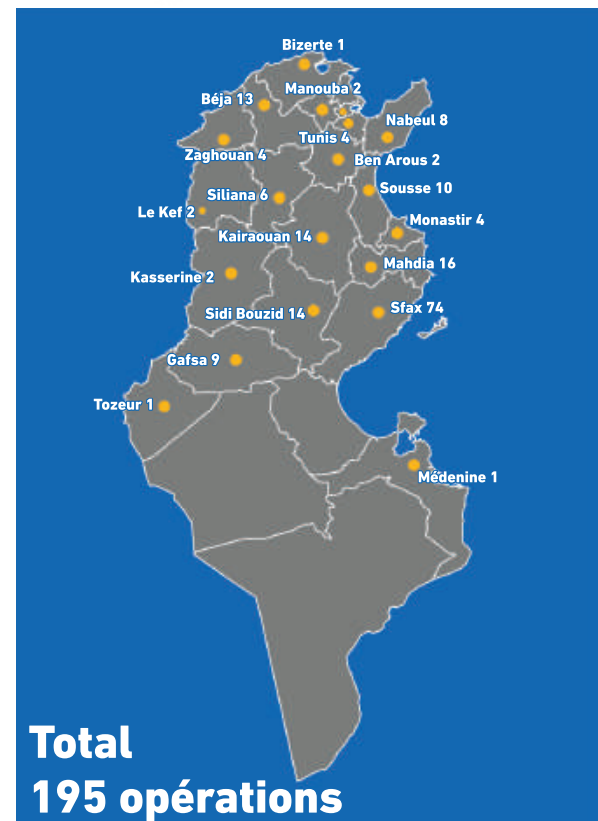 Bizerte 1
Manouba 2
Béja 13
Nabeul 8
Tunis 4
Zaghouan 4
Ben Arous 2
Sousse 10
Siliana 6
Le Kef 2
Monastir 4
Kairaouan 14
Mahdia 16
Kasserine 2
Sfax 74
Sidi Bouzid 14
Gafsa 9
Tozeur 1
Médenine 1
Total
195 opérations